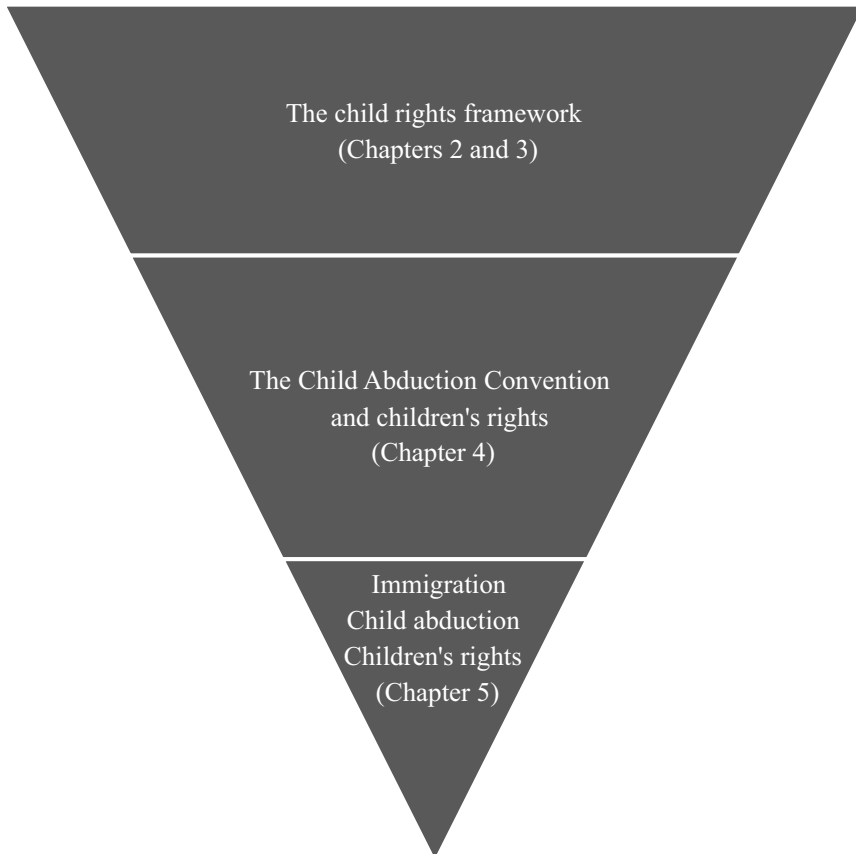 The child rights framework
(Chapters 2 and 3)
The Child Abduction Convention
and children's rights
(Chapter 4)
Immigration
Child abduction
Children's rights
(Chapter 5)